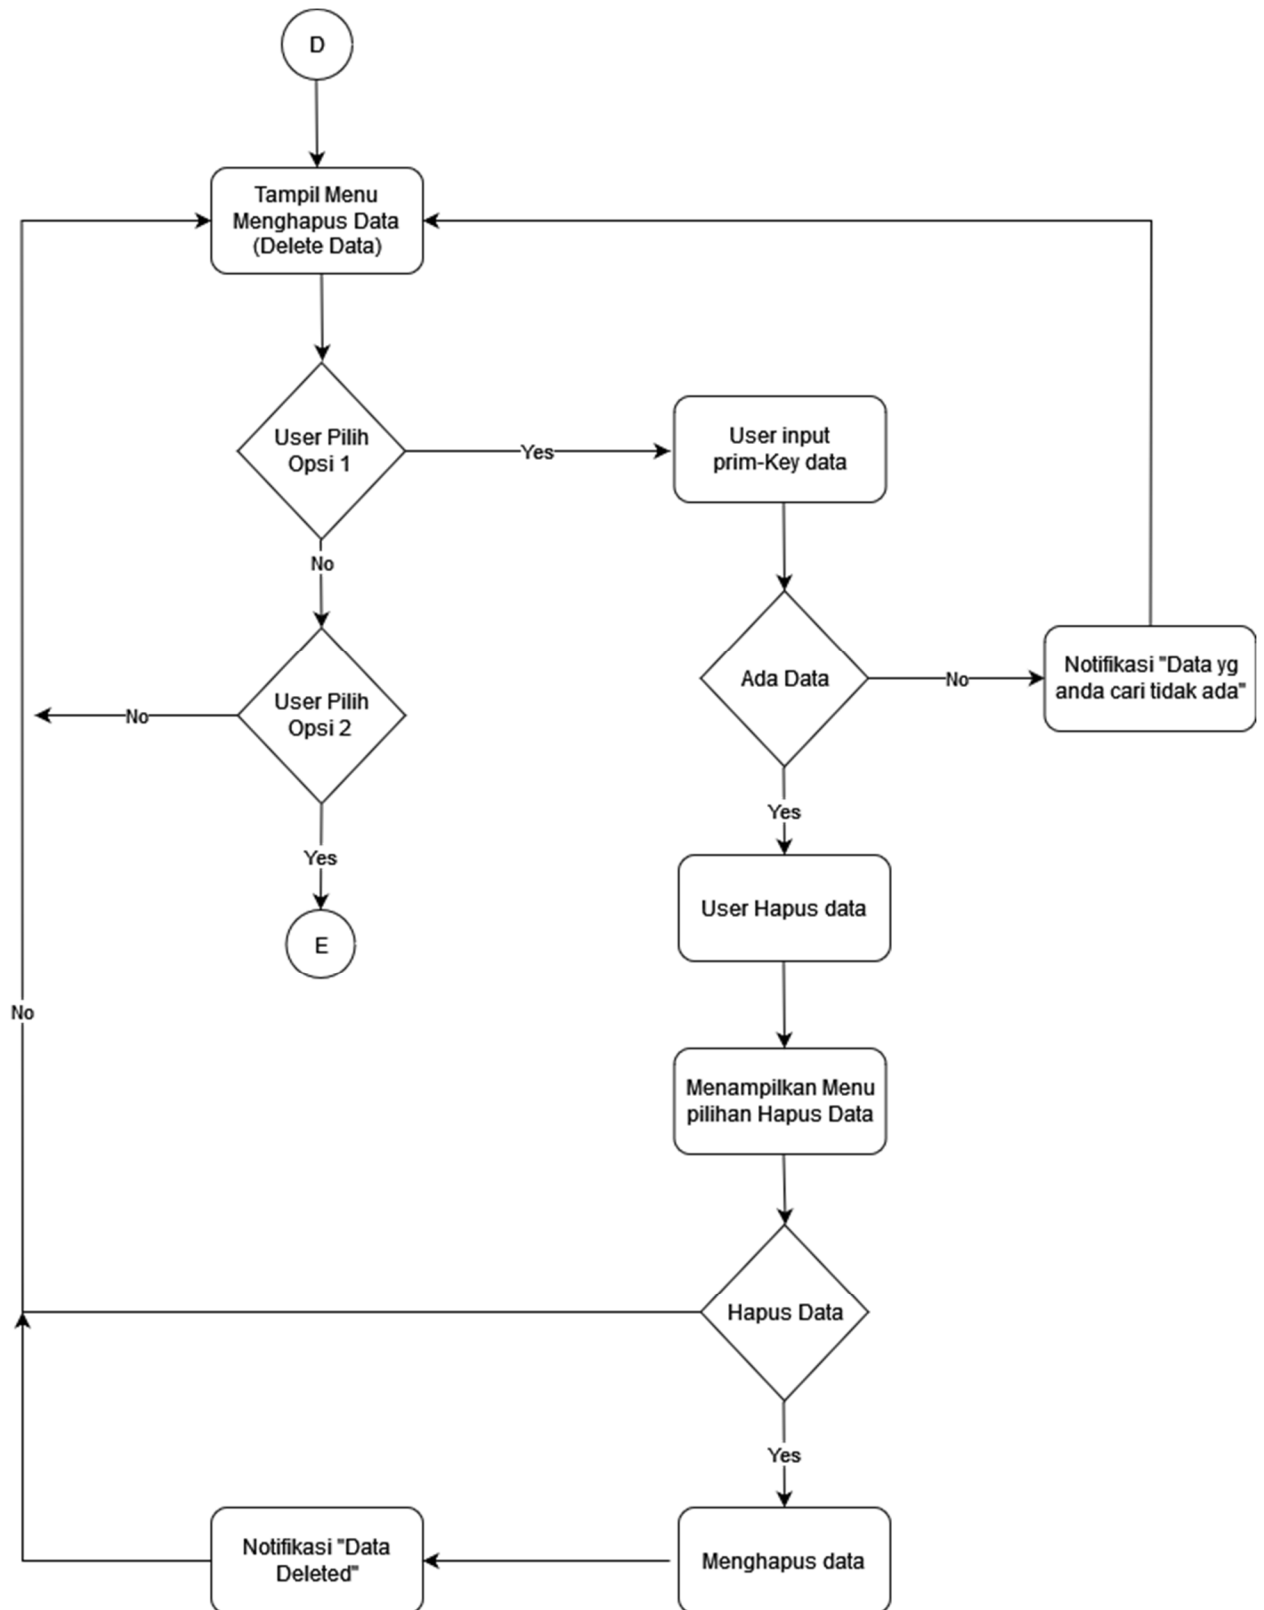 D
Tampil Menu
Menghapus Data
(Delete Data)
User Pilih
Opsi 1
Yes
User input
prim-Key data
No
User Pilih
Opsi 2
No
Ada Data
No
Notifikasi "Data yg
anda cari tidak ada"
Yes
Yes
User Hapus data
E
No
Menampilkan Menu
pilihan Hapus Data
Hapus Data
Yes
Notifikasi "Data
Deleted"
Menghapus data